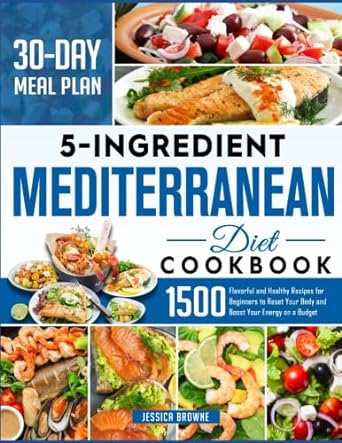 30-DAY
MEAL PLAN
5-INGREDIENT
MEDITERRANEAN
Diet
COOKBOOK
1500 Flavorful and Healthy Recipes for
Beginners to Reset Your Body and
Boost Your Energy on a Budget
JESSICA BROWNE